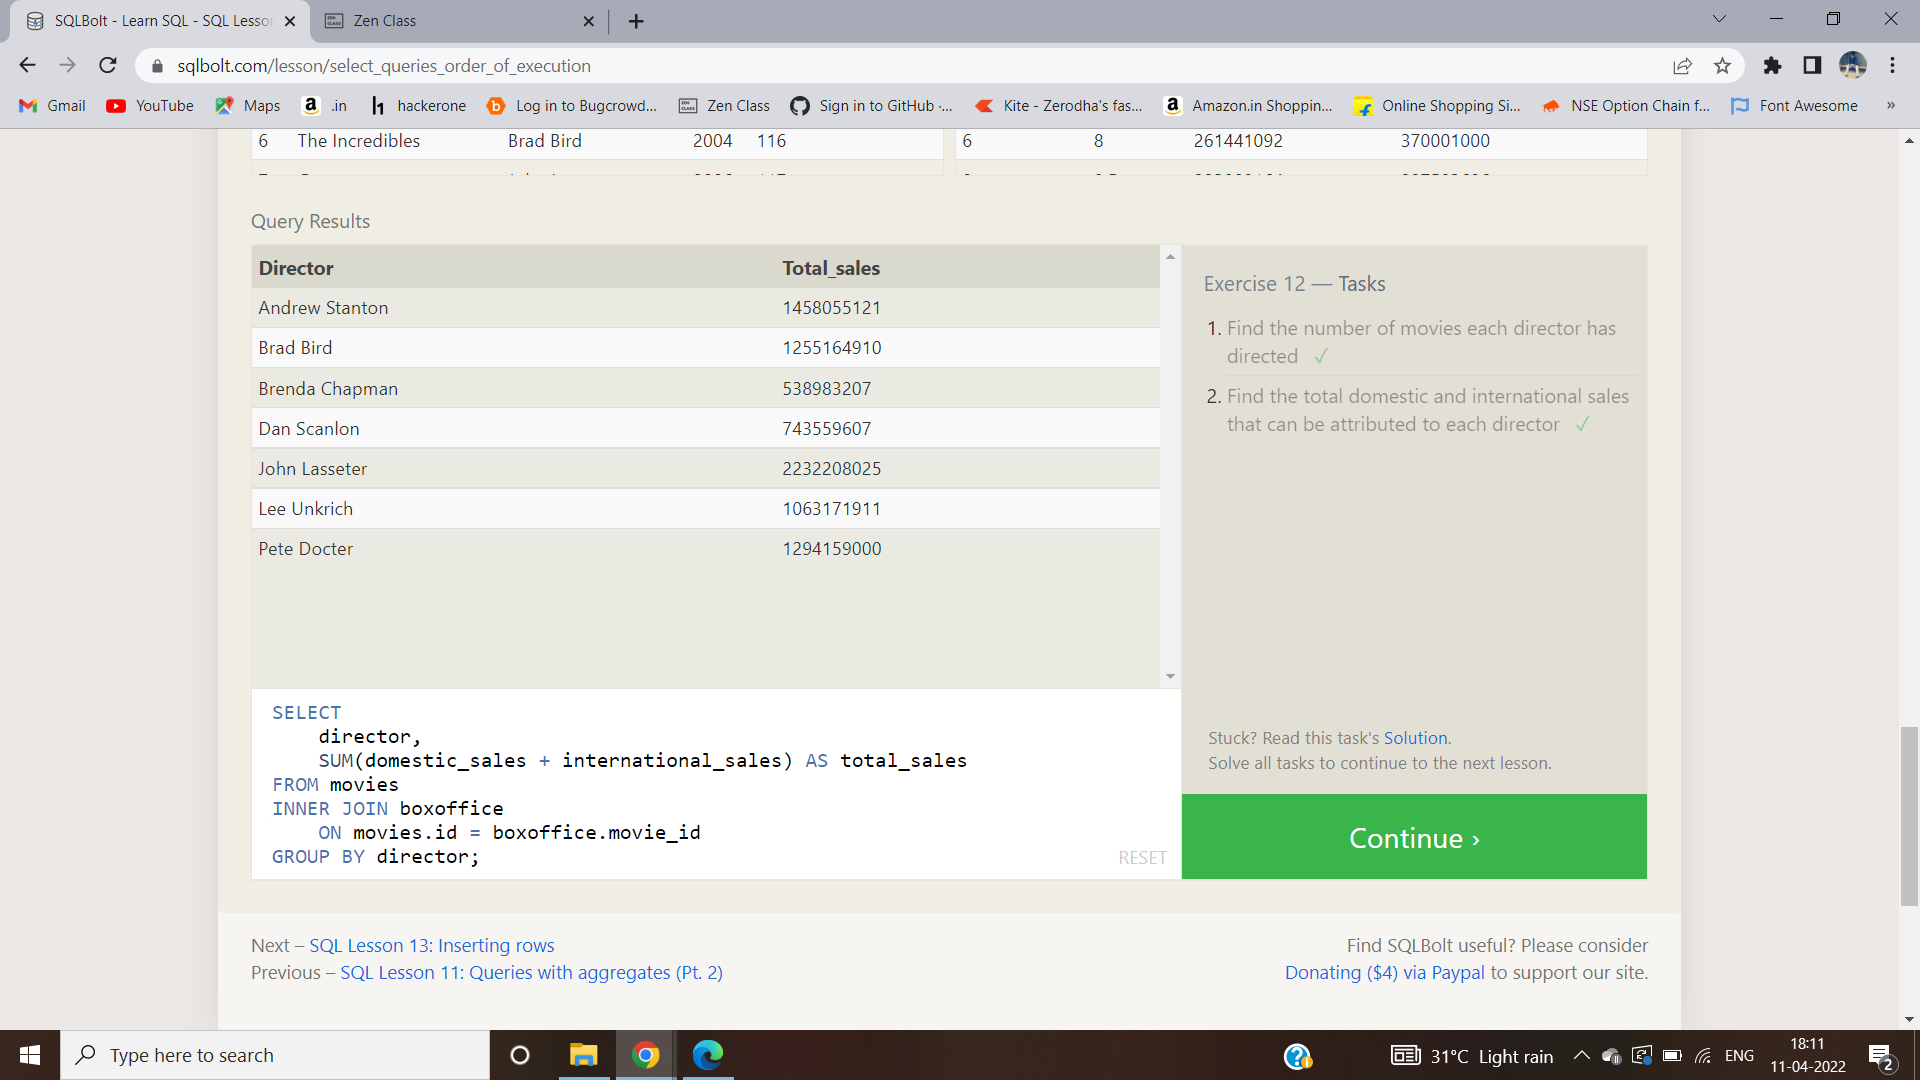 SQLBolt - Learn SQL - SQL Lesson
Zen Class
sqlbolt.com/lesson/select_queries_order_of_execution
Gmail YouTube Maps .in hackerone Log in to Bugcrowd... Zen Class Sign in to GitHub ·... Kite - Zerodha's fas... Amazon.in Shoppin... Online Shopping Si... NSE Option Chain f... Font Awesome »
6 The Incredibles Brad Bird 2004 116 6 8 261441092 370001000
Query Results
Director Total_sales
Andrew Stanton 1458055121
Brad Bird 1255164910
Brenda Chapman 538983207
Dan Scanlon 743559607
John Lasseter 2232208025
Lee Unkrich 1063171911
Pete Docter 1294159000
Exercise 12 — Tasks
1. Find the number of movies each director has
directed ✓
2. Find the total domestic and international sales
that can be attributed to each director ✓
SELECT
director,
SUM(domestic_sales + international_sales) AS total_sales
FROM movies
INNER JOIN boxoffice
ON movies.id = boxoffice.movie_id
GROUP BY director;
RESET
Stuck? Read this task's Solution.
Solve all tasks to continue to the next lesson.
Continue ›
Next – SQL Lesson 13: Inserting rows
Previous – SQL Lesson 11: Queries with aggregates (Pt. 2)
Find SQLBolt useful? Please consider
Donating ($4) via Paypal to support our site.
Type here to search
31°C Light rain
ENG
18:11
11-04-2022
2